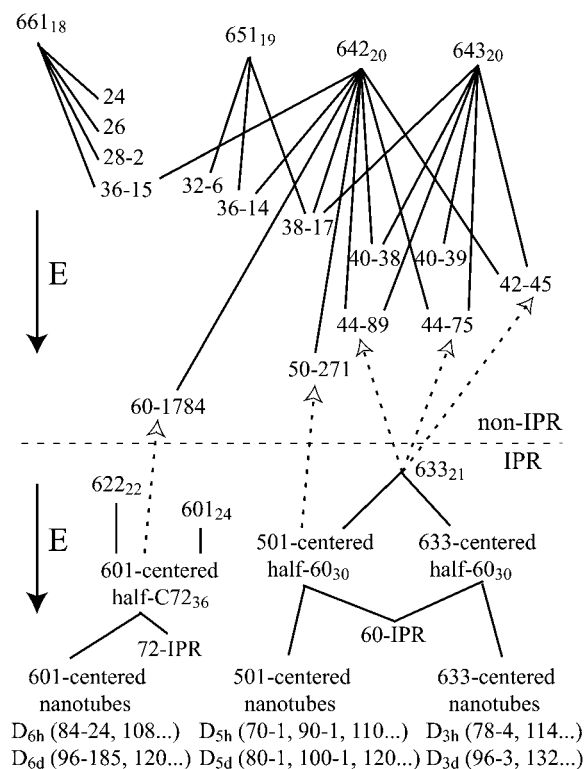 661₁₈ 651₁₉ 642₂₀ 643₂₀
24
26
28-2
36-15 32-6
36-14
38-17
40-38 40-39
42-45
E
44-89 44-75
50-271
60-1784
non-IPR
IPR
633₂₁
622₂₂
601₂₄
E
601-centered 501-centered 633-centered
half-C72₃₆ half-60₃₀ half-60₃₀
72-IPR 60-IPR
601-centered 501-centered 633-centered
nanotubes nanotubes nanotubes
D₆ₕ (84-24, 108...) D₅ₕ (70-1, 90-1, 110...) D₃ₕ (78-4, 114...)
D₆d (96-185, 120...) D₅d (80-1, 100-1, 120...) D₃d (96-3, 132...)